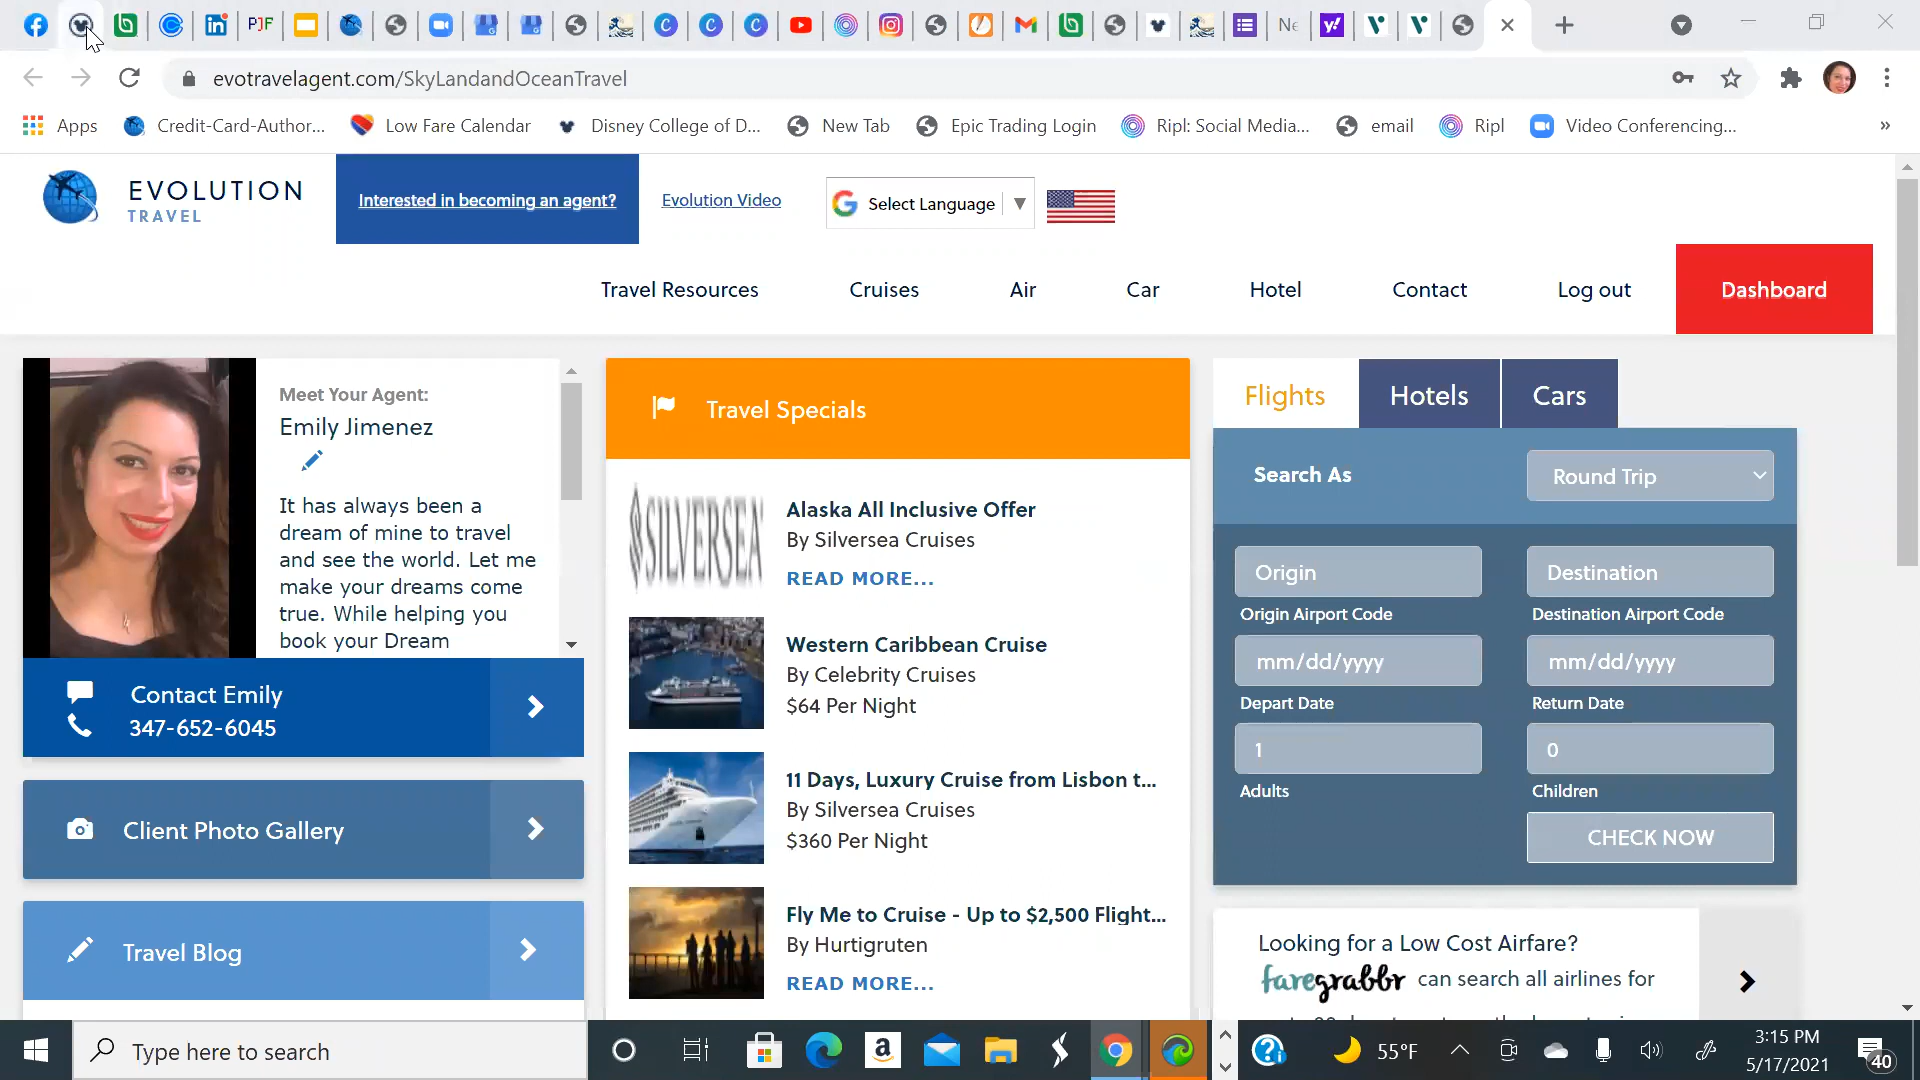 PJF
Ne
evotravelagent.com/SkyLandandOceanTravel
Apps
Credit-Card-Author...
Low Fare Calendar
Disney College of D...
New Tab
Epic Trading Login
Ripl: Social Media...
email
Ripl
Video Conferencing...
»
EVOLUTION
TRAVEL
Interested in becoming an agent?
Evolution Video
Select Language
Travel Resources
Cruises
Air
Car
Hotel
Contact
Log out
Dashboard
Meet Your Agent:
Emily Jimenez
It has always been a
dream of mine to travel
and see the world. Let me
make your dreams come
true. While helping you
book your Dream
Contact Emily
347-652-6045
Client Photo Gallery
Travel Blog
Travel Specials
SILVERSEA
Alaska All Inclusive Offer
By Silversea Cruises
READ MORE...
Western Caribbean Cruise
By Celebrity Cruises
$64 Per Night
11 Days, Luxury Cruise from Lisbon t...
By Silversea Cruises
$360 Per Night
Fly Me to Cruise - Up to $2,500 Flight...
By Hurtigruten
READ MORE...
Flights
Hotels
Cars
Search As
Round Trip
Origin
Destination
Origin Airport Code
Destination Airport Code
mm/dd/yyyy
mm/dd/yyyy
Depart Date
Return Date
1
0
Adults
Children
CHECK NOW
Looking for a Low Cost Airfare?
faregrabbr can search all airlines for
Type here to search
55°F
3:15 PM
5/17/2021
40